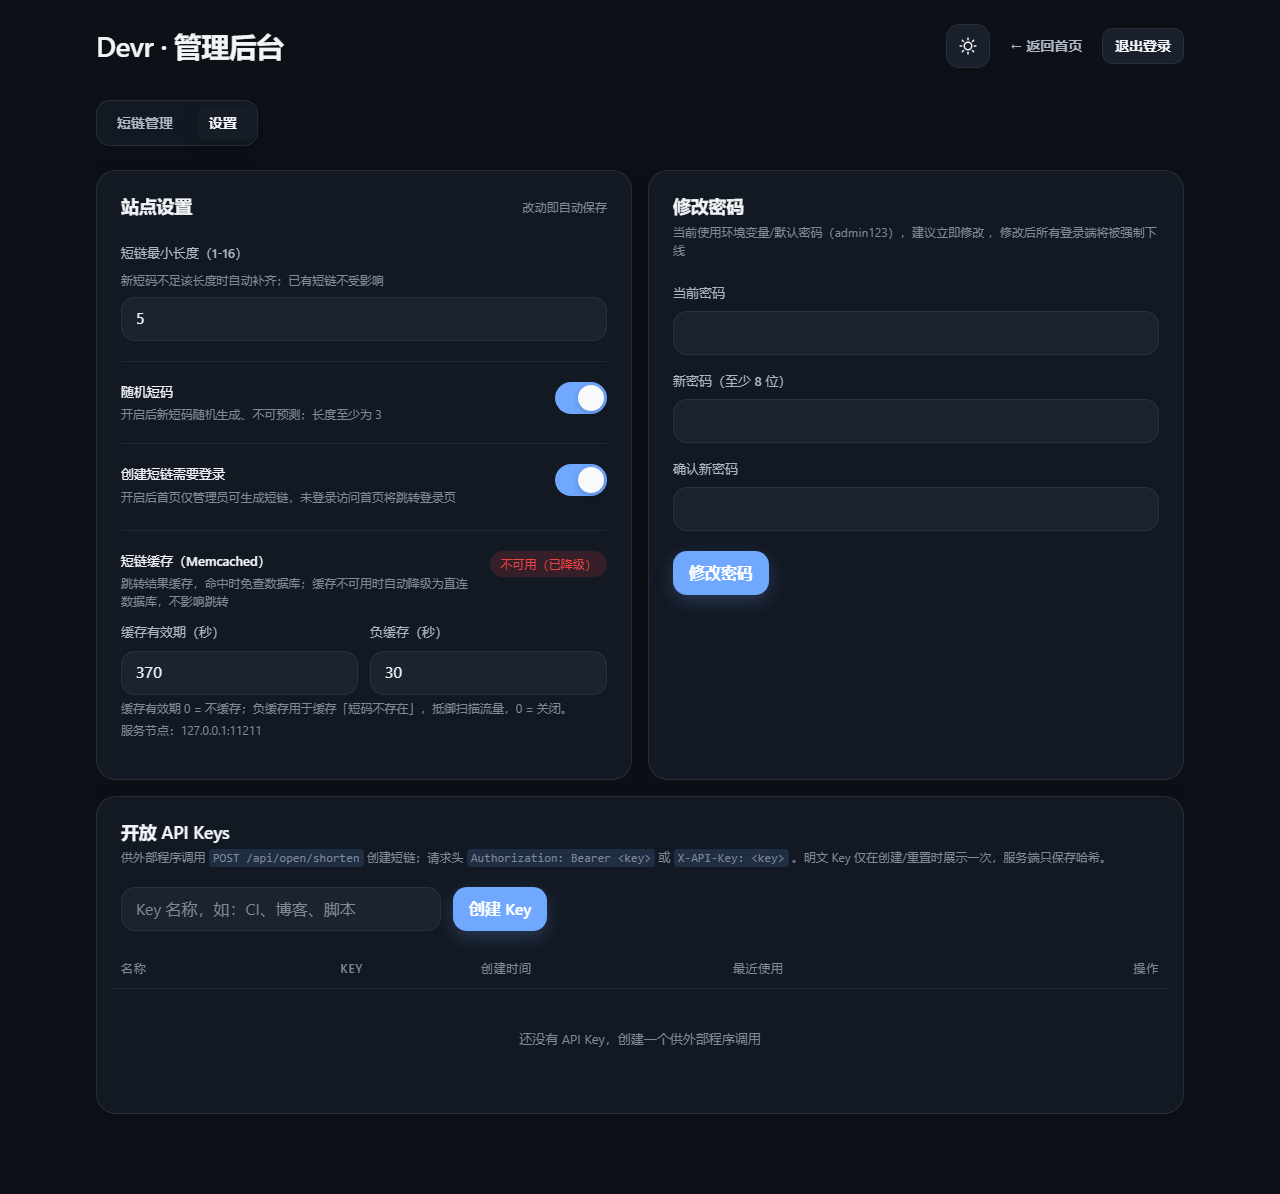 Devr · 管理后台
← 返回首页
退出登录
短链管理
设置
站点设置
改动即自动保存
短链最小长度（1-16）
新短码不足该长度时自动补齐；已有短链不受影响
5
随机短码
开启后新短码随机生成、不可预测；长度至少为 3
创建短链需要登录
开启后首页仅管理员可生成短链，未登录访问首页将跳转登录页
短链缓存（Memcached）
不可用（已降级）
跳转结果缓存，命中时免查数据库；缓存不可用时自动降级为直连
数据库，不影响跳转
缓存有效期（秒）
负缓存（秒）
370
30
缓存有效期 0 = 不缓存；负缓存用于缓存「短码不存在」，抵御扫描流量，0 = 关闭。
服务节点：127.0.0.1:11211
修改密码
当前使用环境变量/默认密码（admin123），建议立即修改 ，修改后所有登录端将被强制下
线
当前密码
新密码（至少 8 位）
确认新密码
修改密码
开放 API Keys
供外部程序调用 POST /api/open/shorten 创建短链；请求头 Authorization: Bearer <key> 或 X-API-Key: <key> 。明文 Key 仅在创建/重置时展示一次，服务端只保存哈希。
Key 名称，如：CI、博客、脚本
创建 Key
名称
KEY
创建时间
最近使用
操作
还没有 API Key，创建一个供外部程序调用